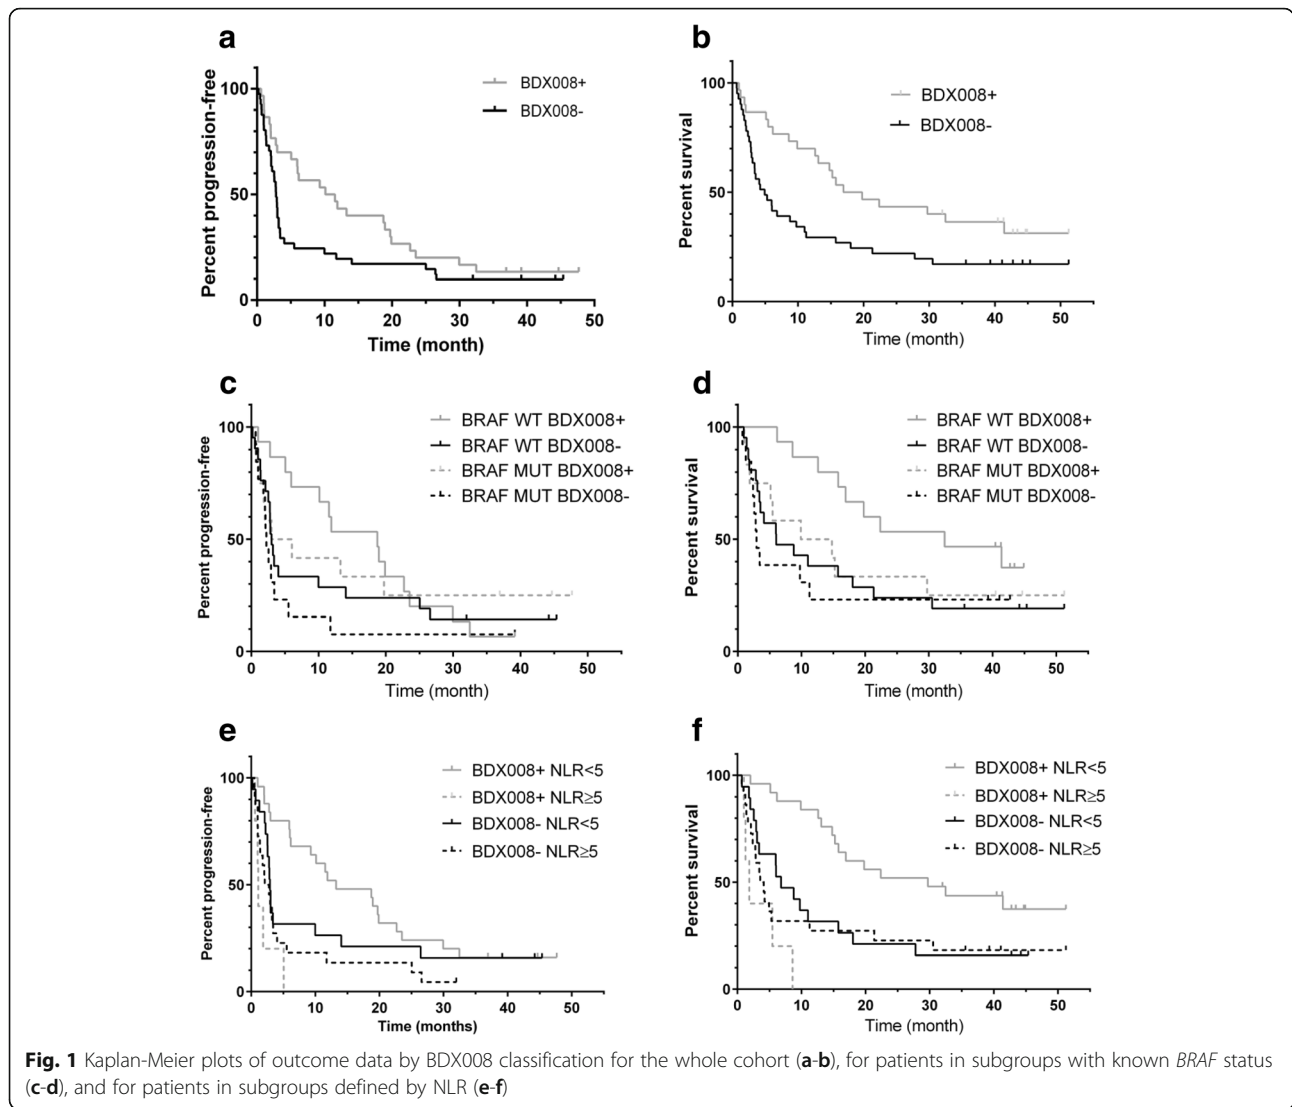 a
Percent progression-free
100
50
0
0 10 20 30 40 50
Time (month)
BDX008+
BDX008-
b
Percent survival
100
50
0
0 10 20 30 40 50
Time (month)
BDX008+
BDX008-
c
Percent progression-free
100
50
0
0 10 20 30 40 50
Time (month)
BRAF WT BDX008+
BRAF WT BDX008-
BRAF MUT BDX008+
BRAF MUT BDX008-
d
Percent survival
100
50
0
0 10 20 30 40 50
Time (month)
BRAF WT BDX008+
BRAF WT BDX008-
BRAF MUT BDX008+
BRAF MUT BDX008-
e
Percent progression-free
100
50
0
0 10 20 30 40 50
Time (months)
BDX008+ NLR<5
BDX008+ NLR≥5
BDX008- NLR<5
BDX008- NLR≥5
f
Percent survival
100
50
0
0 10 20 30 40 50
Time (month)
BDX008+ NLR<5
BDX008+ NLR≥5
BDX008- NLR<5
BDX008- NLR≥5
Fig. 1 Kaplan-Meier plots of outcome data by BDX008 classification for the whole cohort (a-b), for patients in subgroups with known BRAF status
(c-d), and for patients in subgroups defined by NLR (e-f)